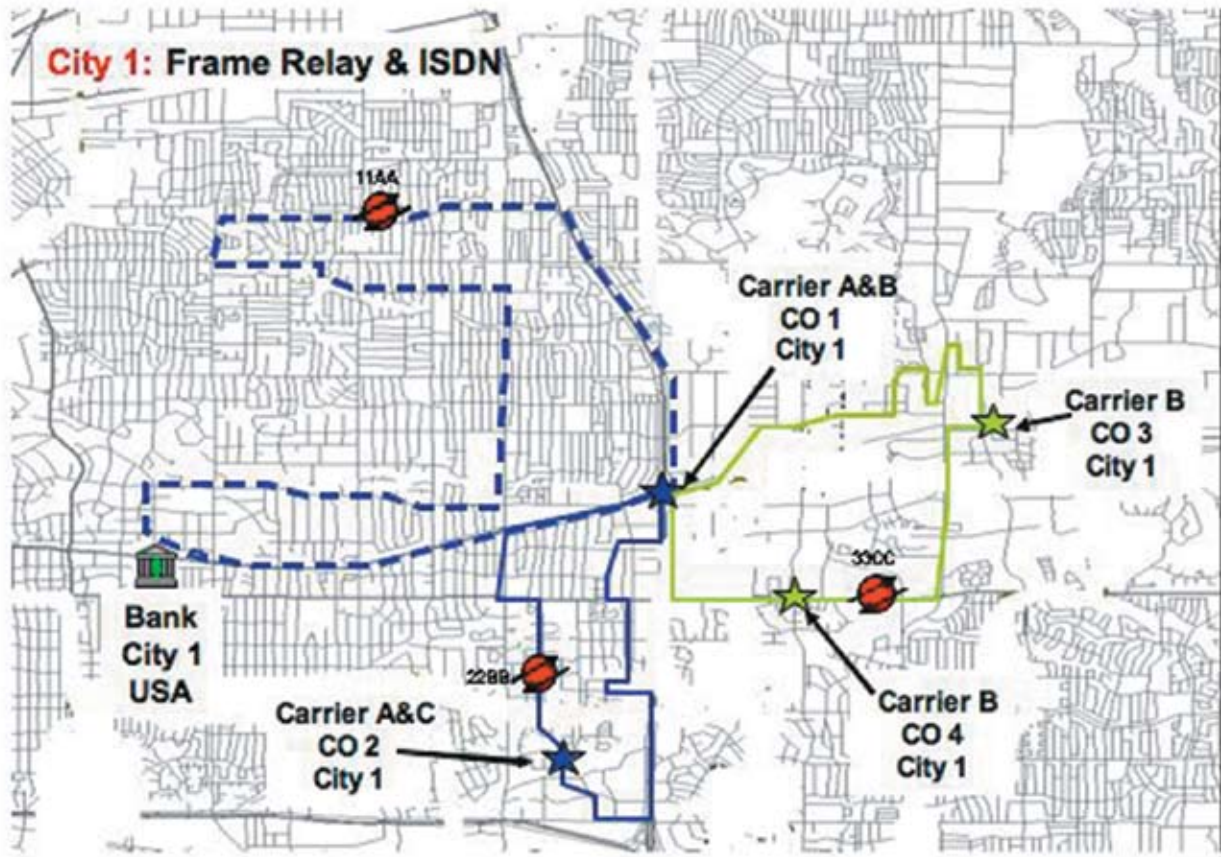 City 1: Frame Relay & ISDN
11AA
Carrier A&B
CO 1
City 1
Carrier B
CO 3
City 1
33CC
Bank
City 1
USA
22BB
Carrier A&C
CO 2
City 1
Carrier B
CO 4
City 1